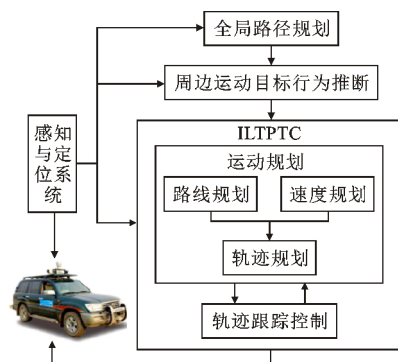 全局路径规划
周边运动目标行为推断
感知
与定
位系
统
ILTPTC
运动规划
路线规划
速度规划
轨迹规划
轨迹跟踪控制